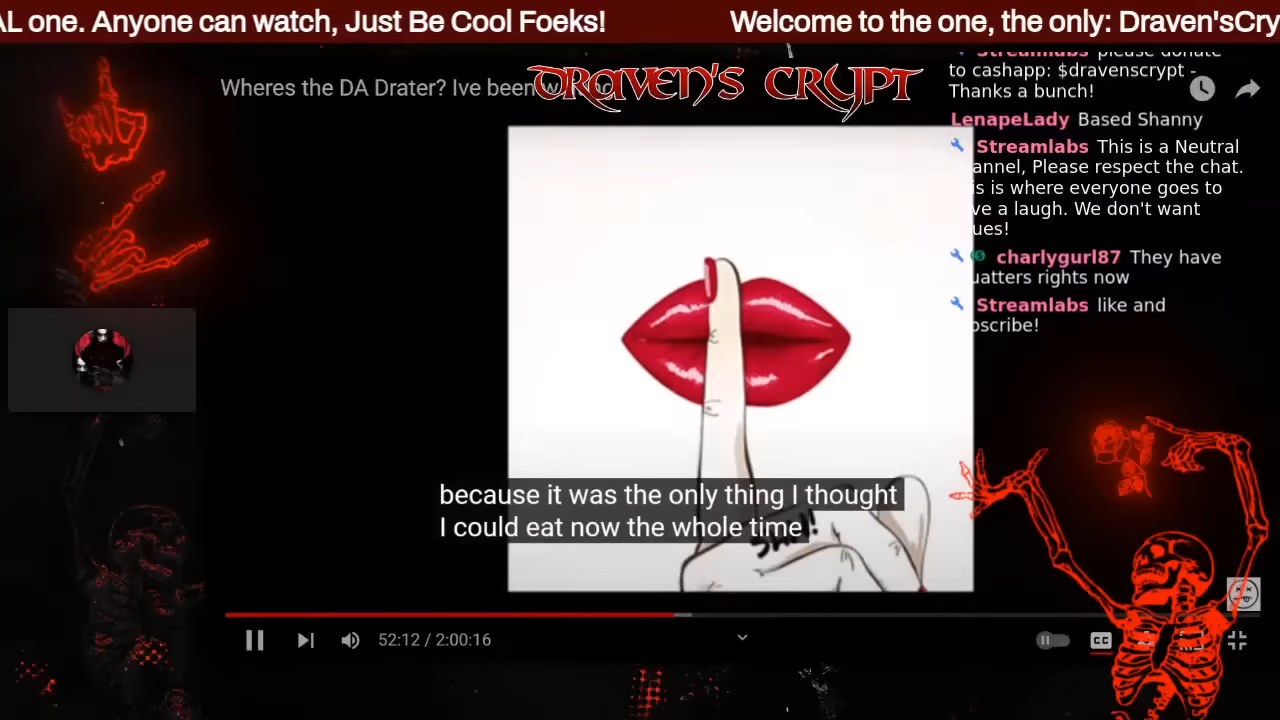 AL one. Anyone can watch, Just Be Cool Foeks! Welcome to the one, the only: Draven'sCry
Wheres the DA Drater? Ive been
DRAVEN'S CRYPT
Streamlabs please donate
to cashapp: $dravenscrypt -
Thanks a bunch!
LenapeLady Based Shanny
Streamlabs This is a Neutral
annel, Please respect the chat.
is is where everyone goes to
ve a laugh. We don't want
ues!
charlygurl87 They have
uatters rights now
Streamlabs like and
oscribe!
because it was the only thing I thought
I could eat now the whole time
52:12 / 2:00:16
CC